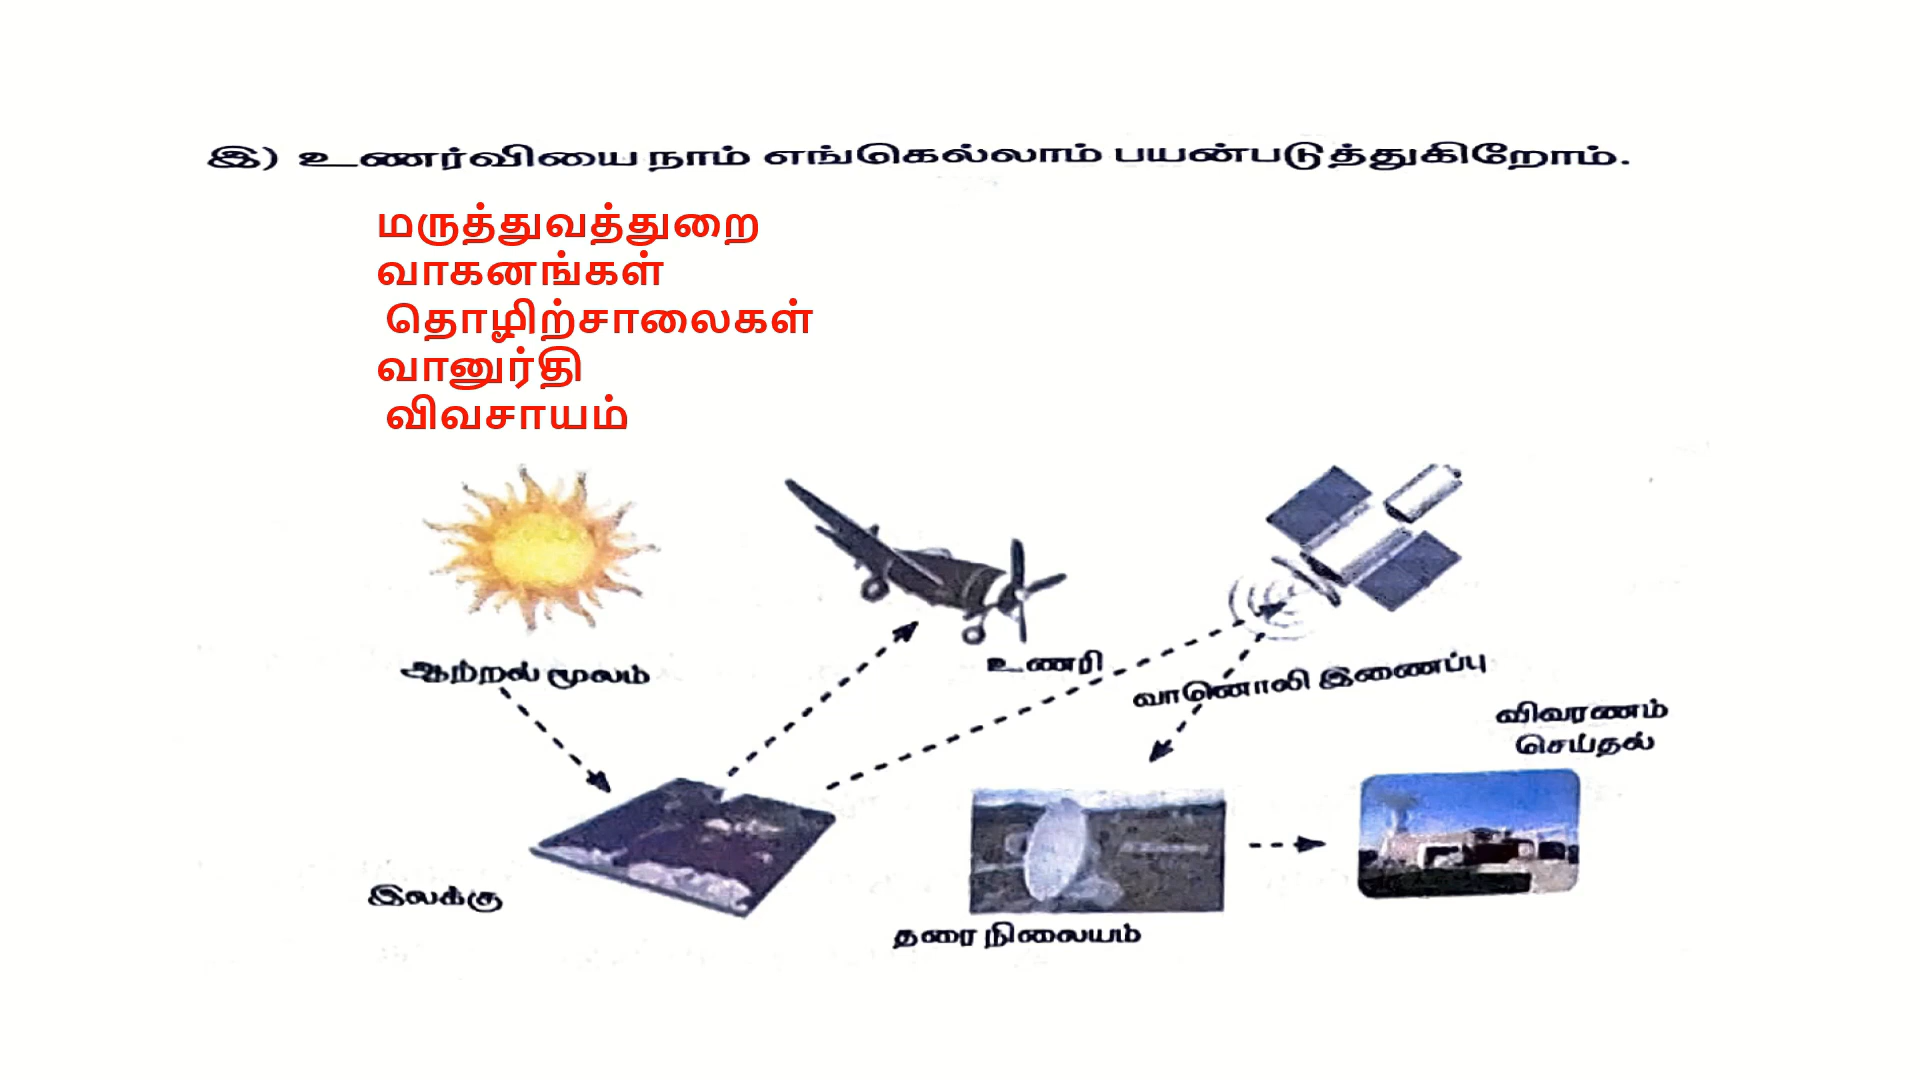 இ) உணர்வியை நாம் எங்கெல்லாம் பயன்படுத்துகிறோம்.
மருத்துவத்துறை
வாகனங்கள்
தொழிற்சாலைகள்
வானுர்தி
விவசாயம்
ஆற்றல் மூலம்
உணரி
வானொலி இணைப்பு
விவரணம்
செய்தல்
இலக்கு
தரை நிலையம்